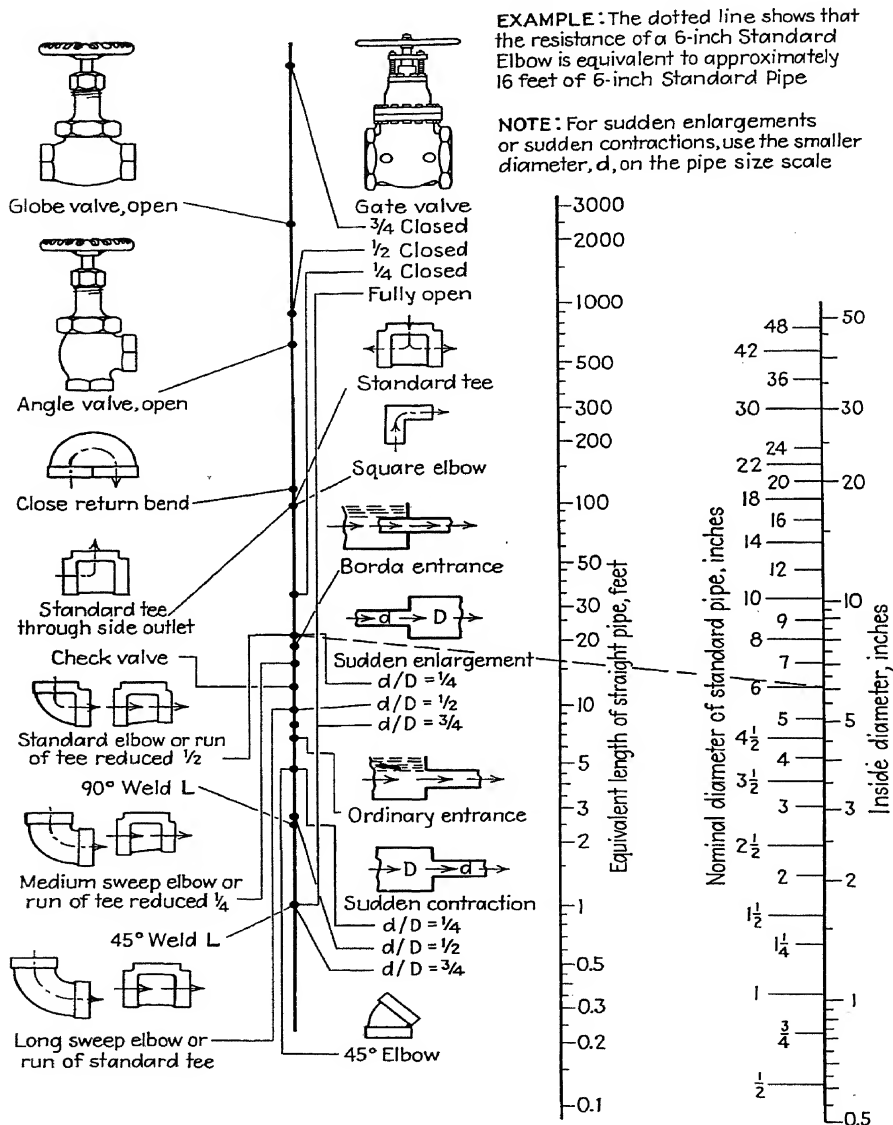 EXAMPLE: The dotted line shows that
the resistance of a 6-inch Standard
Elbow is equivalent to approximately
16 feet of 6-inch Standard Pipe
NOTE: For sudden enlargements
or sudden contractions, use the smaller
diameter, d, on the pipe size scale
Globe valve, open
Angle valve, open
Close return bend
Standard tee
through side outlet
Check valve
Standard elbow or run
of tee reduced 1/2
90° Weld L
Medium sweep elbow or
run of tee reduced 1/4
45° Weld L
Long sweep elbow or
run of standard tee
Gate valve
3/4 Closed
1/2 Closed
1/4 Closed
Fully open
Standard tee
Square elbow
Borda entrance
d D
Sudden enlargement
d/D = 1/4
d/D = 1/2
d/D = 3/4
Ordinary entrance
D d
Sudden contraction
d/D = 1/4
d/D = 1/2
d/D = 3/4
45° Elbow
3000
2000
1000
500
300
200
100
50
30
20
10
5
3
2
1
0.5
0.3
0.2
0.1
Equivalent length of straight pipe, feet
Nominal diameter of standard pipe, inches
48
42
36
30
24
22
20
18
16
14
12
10
9
8
7
6
5
4 1/2
4
3 1/2
3
2 1/2
2
1 1/2
1 1/4
1
3/4
1/2
50
30
20
10
5
3
2
1
0.5
Inside diameter, inches